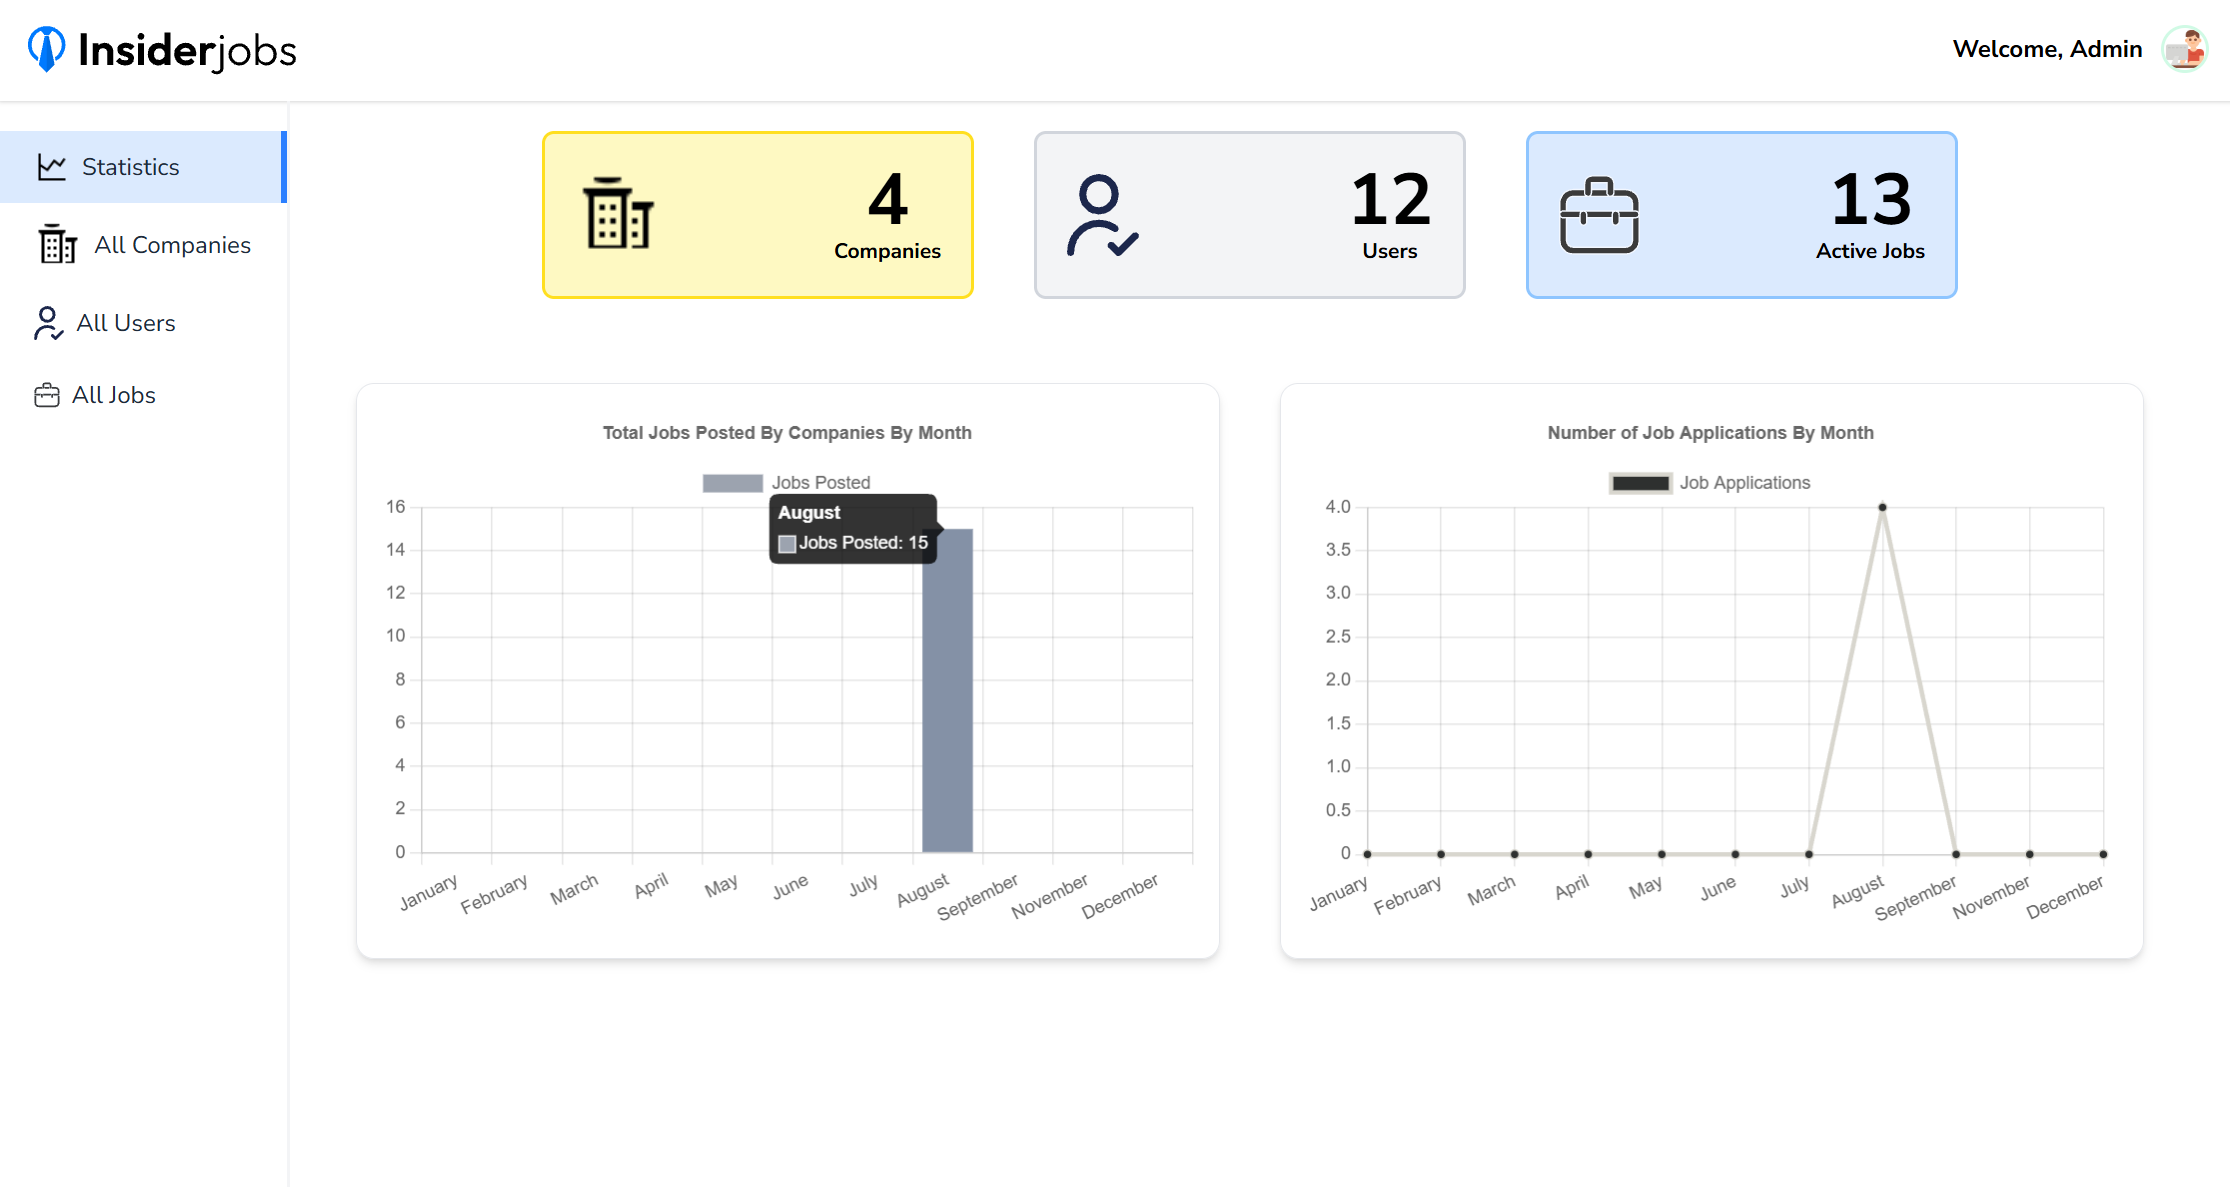 Insiderjobs
Welcome, Admin
Statistics
All Companies
All Users
All Jobs
4
Companies
12
Users
13
Active Jobs
Total Jobs Posted By Companies By Month
Jobs Posted
August
Jobs Posted: 15
16
14
12
10
8
6
4
2
0
January February March April May June July August September November December
Number of Job Applications By Month
Job Applications
4.0
3.5
3.0
2.5
2.0
1.5
1.0
0.5
0
January February March April May June July August September November December